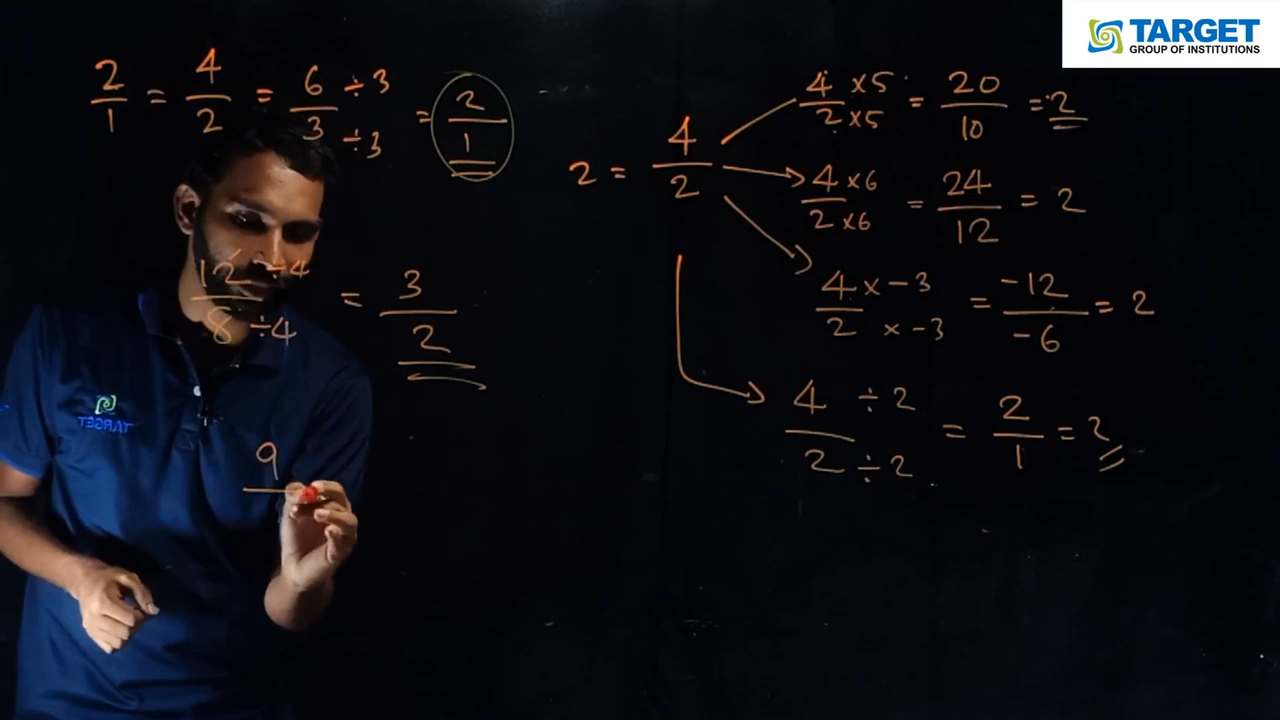 TARGET
GROUP OF INSTITUTIONS
2/1 = 4/2 = 6÷3/3÷3 = 2/1
12÷4/8÷4 = 3/2
TARGET
9
2 = 4/2
4×5/2×5 = 20/10 = 2
4×6/2×6 = 24/12 = 2
4×-3/2×-3 = -12/-6 = 2
4÷2/2÷2 = 2/1 = 2